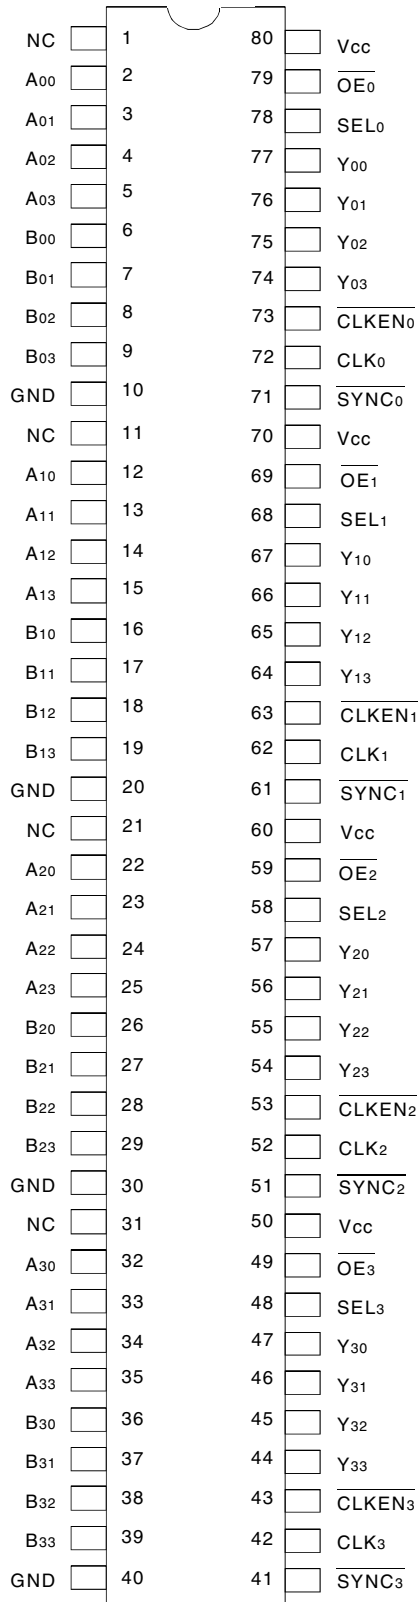 NC 1 80 Vcc
A00 2 79 OE0
A01 3 78 SEL0
A02 4 77 Y00
A03 5 76 Y01
B00 6 75 Y02
B01 7 74 Y03
B02 8 73 CLKEN0
B03 9 72 CLK0
GND 10 71 SYNC0
NC 11 70 Vcc
A10 12 69 OE1
A11 13 68 SEL1
A12 14 67 Y10
A13 15 66 Y11
B10 16 65 Y12
B11 17 64 Y13
B12 18 63 CLKEN1
B13 19 62 CLK1
GND 20 61 SYNC1
NC 21 60 Vcc
A20 22 59 OE2
A21 23 58 SEL2
A22 24 57 Y20
A23 25 56 Y21
B20 26 55 Y22
B21 27 54 Y23
B22 28 53 CLKEN2
B23 29 52 CLK2
GND 30 51 SYNC2
NC 31 50 Vcc
A30 32 49 OE3
A31 33 48 SEL3
A32 34 47 Y30
A33 35 46 Y31
B30 36 45 Y32
B31 37 44 Y33
B32 38 43 CLKEN3
B33 39 42 CLK3
GND 40 41 SYNC3